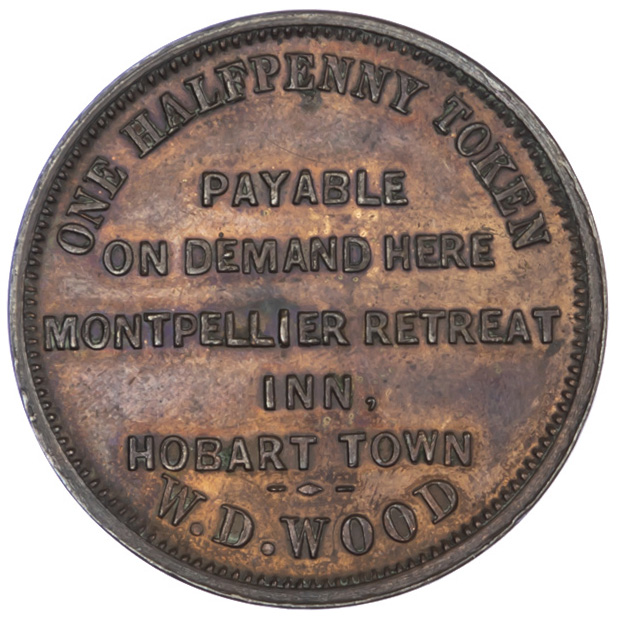 ONE HALFPENNY TOKEN
PAYABLE
ON DEMAND HERE
MONTPELLIER RETREAT
INN,
HOBART TOWN
W.D.WOOD